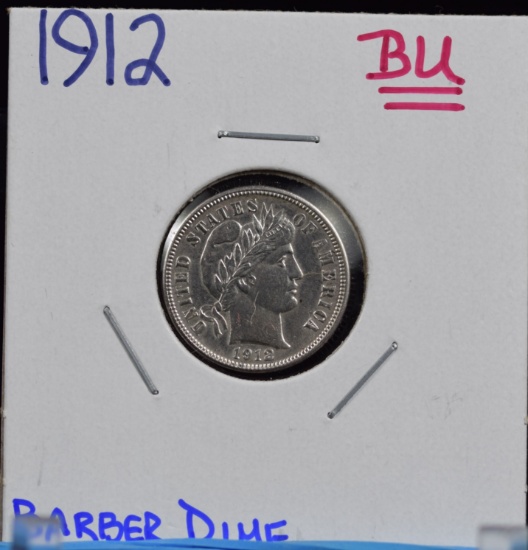 1912
BU
UNITED STATES OF AMERICA
1912
BARBER DIME